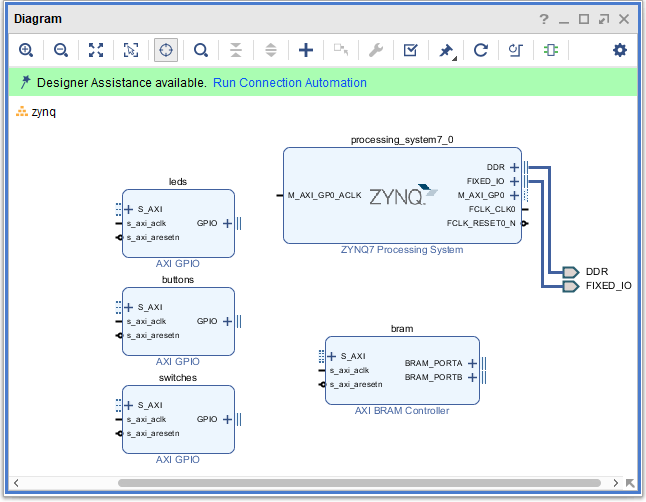 Diagram
Designer Assistance available. Run Connection Automation
zynq
processing_system7_0
M_AXI_GP0_ACLK
ZYNQ.
DDR
FIXED_IO
M_AXI_GP0
FCLK_CLK0
FCLK_RESET0_N
ZYNQ7 Processing System
DDR
FIXED_IO
leds
S_AXI
s_axi_aclk
s_axi_aresetn
GPIO
AXI GPIO
buttons
S_AXI
s_axi_aclk
s_axi_aresetn
GPIO
AXI GPIO
switches
S_AXI
s_axi_aclk
s_axi_aresetn
GPIO
AXI GPIO
bram
S_AXI
s_axi_aclk
s_axi_aresetn
BRAM_PORTA
BRAM_PORTB
AXI BRAM Controller